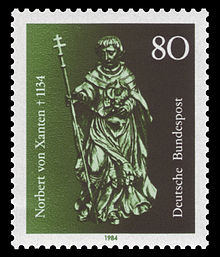 80
Norbert von Xanten † 1134
Deutsche Bundespost
1984